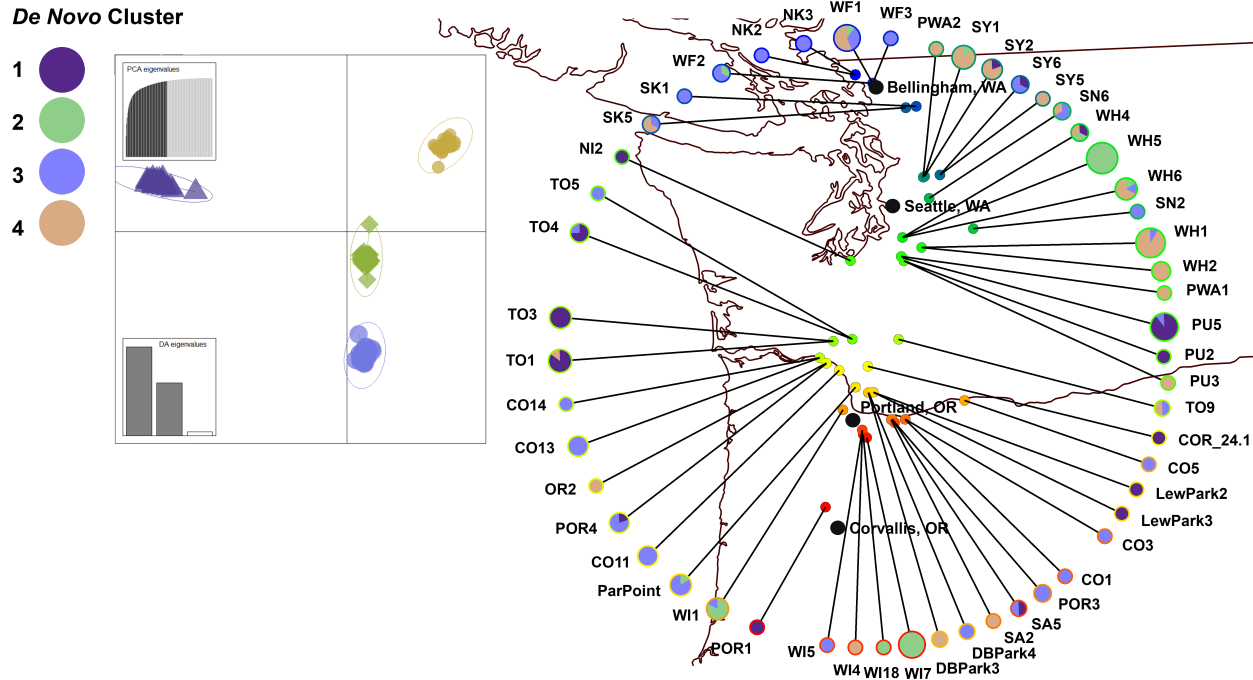 De Novo Cluster
1
2
3
4
PCA eigenvalues
DA eigenvalues
NK2
NK3
WF1
WF3
PWA2
SY1
SY2
SY6
SY5
SN6
WH4
WH5
WH6
SN2
WH1
WH2
PWA1
PU5
PU2
PU3
TO9
COR_24.1
CO5
LewPark2
LewPark3
CO3
CO1
POR3
SA5
SA2
DBPark4
DBPark3
WI7
WI18
WI4
WI5
POR1
WI1
ParPoint
CO11
POR4
OR2
CO13
CO14
TO1
TO3
TO4
TO5
NI2
SK5
SK1
WF2
Bellingham, WA
Seattle, WA
Portland, OR
Corvallis, OR